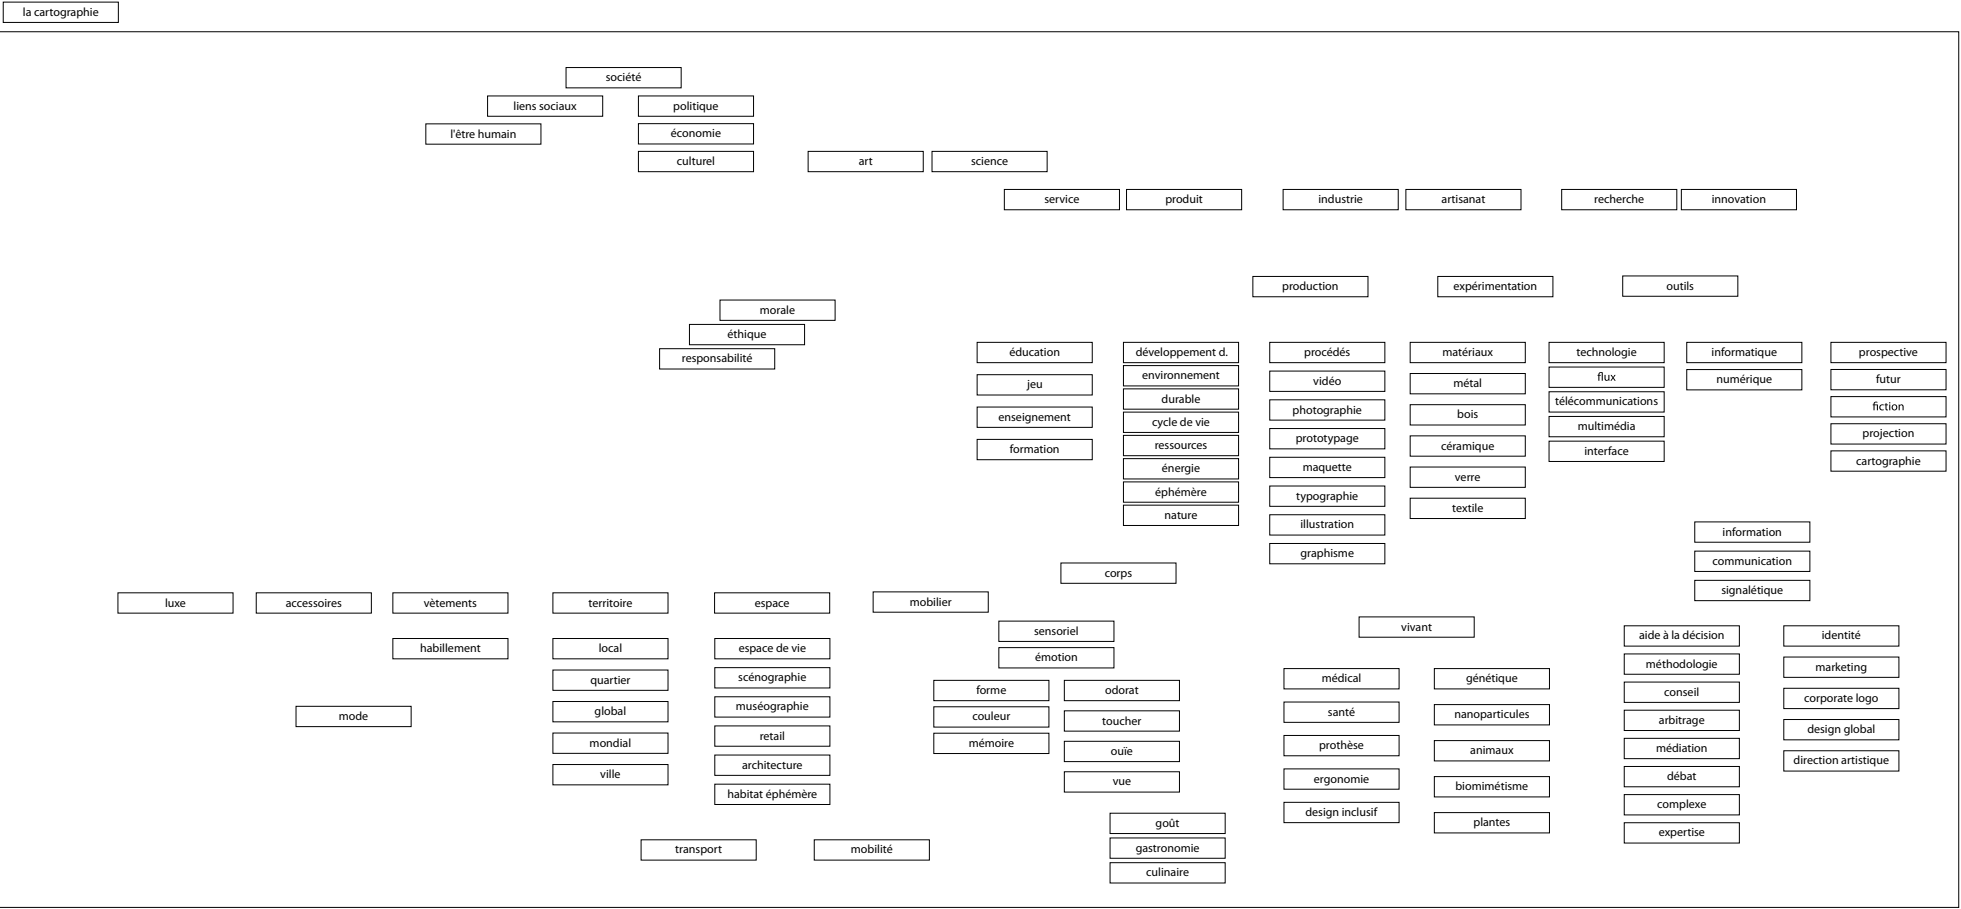 la cartographie
société
liens sociaux
politique
l'être humain
économie
culturel
art
science
service
produit
industrie
artisanat
recherche
innovation
production
expérimentation
outils
morale
éthique
responsabilité
éducation
jeu
enseignement
formation
développement d.
environnement
durable
cycle de vie
ressources
énergie
éphémère
nature
procédés
vidéo
photographie
prototypage
maquette
typographie
illustration
graphisme
matériaux
métal
bois
céramique
verre
textile
technologie
flux
télécommunications
multimédia
interface
informatique
numérique
prospective
futur
fiction
projection
cartographie
information
communication
signalétique
corps
luxe
accessoires
vètements
habillement
mode
territoire
local
quartier
global
mondial
ville
espace
espace de vie
scénographie
muséographie
retail
architecture
habitat éphémère
transport
mobilité
mobilier
sensoriel
émotion
forme
couleur
mémoire
odorat
toucher
ouïe
vue
goût
gastronomie
culinaire
vivant
médical
santé
prothèse
ergonomie
design inclusif
génétique
nanoparticules
animaux
biomimétisme
plantes
aide à la décision
méthodologie
conseil
arbitrage
médiation
débat
complexe
expertise
identité
marketing
corporate logo
design global
direction artistique